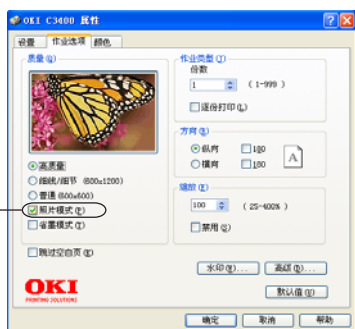 OKI C3400 属性
设置 作业选项 颜色
质量(Q)
高质量
细线/细节 (600x1200)
普通 (600x600)
照片模式(P)
省墨模式(T)
跳过空白页(K)
OKI
PRINTING SOLUTIONS
作业类型(J)
份数
1 (1-999 )
逐份打印(L)
方向(R)
纵向 180
横向 180
A
缩放(E)
100 (25-400% )
禁用(G)
水印(W)...
高级(D)...
默认值(U)
确定 取消 帮助